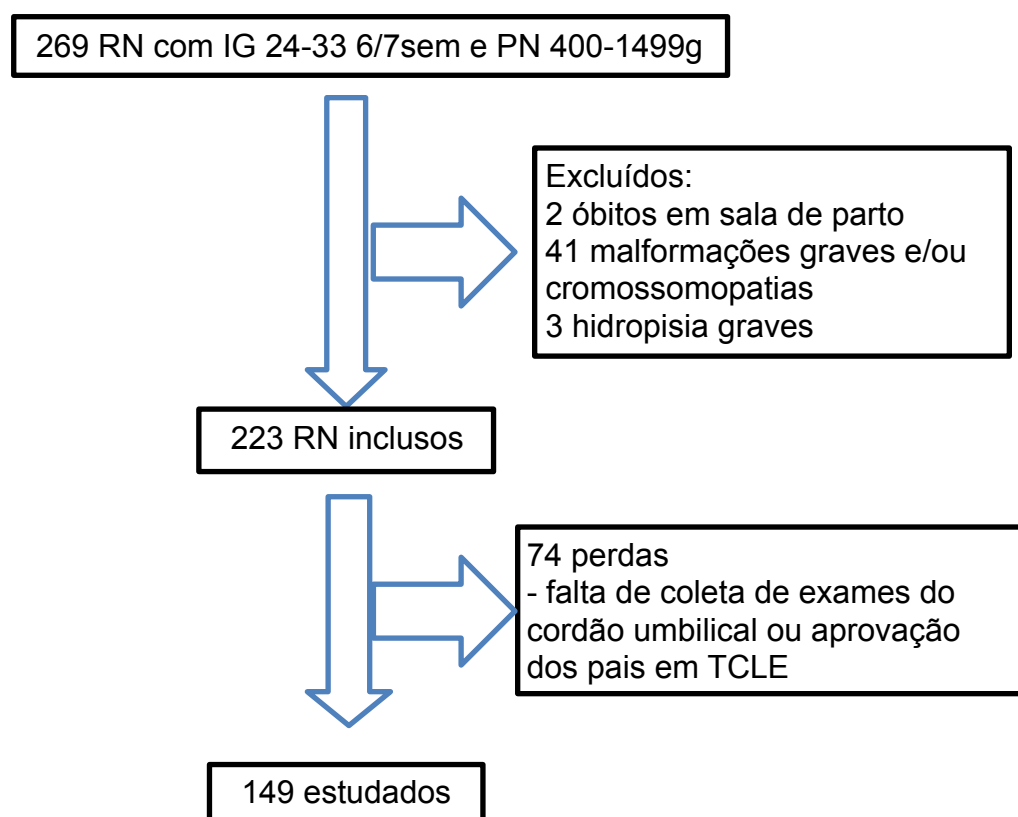 269 RN com IG 24-33 6/7sem e PN 400-1499g
Excluídos:
2 óbitos em sala de parto
41 malformações graves e/ou
cromossomopatias
3 hidropisia graves
223 RN inclusos
74 perdas
- falta de coleta de exames do
cordão umbilical ou aprovação
dos pais em TCLE
149 estudados